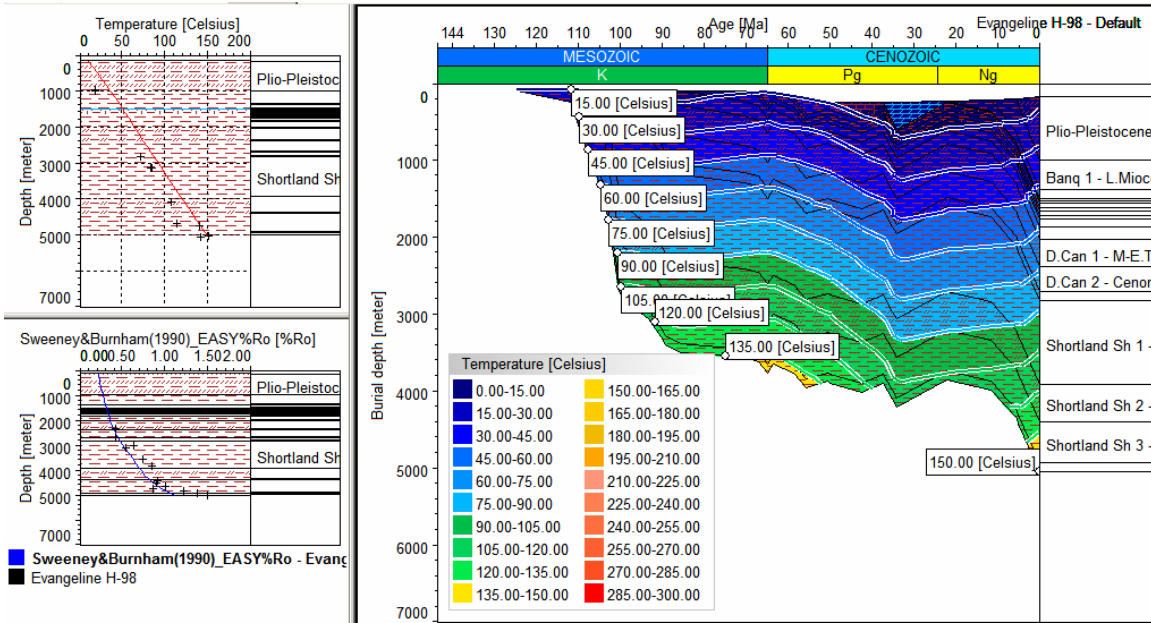 Temperature [Celsius]
0 50 100 150 200
0
1000
2000
3000
4000
5000
6000
7000
Depth [meter]
Plio-Pleistoc
Shortland Sh
Sweeney&Burnham(1990)_EASY%Ro [%Ro]
0.000.50 1.00 1.50 2.00
0
1000
2000
3000
4000
5000
6000
7000
Depth [meter]
Plio-Pleistoc
Shortland Sh
Sweeney&Burnham(1990)_EASY%Ro - Evang
Evangeline H-98
Age [Ma]
Evangeline H-98 - Default
144 130 120 110 100 90 80 60 50 40 30 20 10 0
MESOZOIC CENOZOIC
K Pg Ng
0
1000
2000
3000
4000
5000
6000
7000
Burial depth [meter]
15.00 [Celsius]
30.00 [Celsius]
45.00 [Celsius]
60.00 [Celsius]
75.00 [Celsius]
90.00 [Celsius]
105.00 [Celsius]
120.00 [Celsius]
135.00 [Celsius]
150.00 [Celsius]
Plio-Pleistocene
Banq 1 - L.Mioc
D.Can 1 - M-E.T
D.Can 2 - Cenor
Shortland Sh 1 -
Shortland Sh 2 -
Shortland Sh 3 -
Temperature [Celsius]
0.00-15.00 150.00-165.00
15.00-30.00 165.00-180.00
30.00-45.00 180.00-195.00
45.00-60.00 195.00-210.00
60.00-75.00 210.00-225.00
75.00-90.00 225.00-240.00
90.00-105.00 240.00-255.00
105.00-120.00 255.00-270.00
120.00-135.00 270.00-285.00
135.00-150.00 285.00-300.00